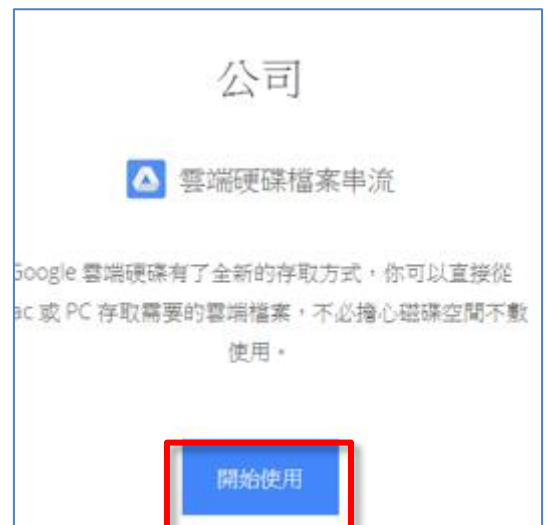 公司
雲端硬碟檔案串流
Google 雲端硬碟有了全新的存取方式，你可以直接從
ac 或 PC 存取需要的雲端檔案，不必擔心磁碟空間不敷
使用。
開始使用